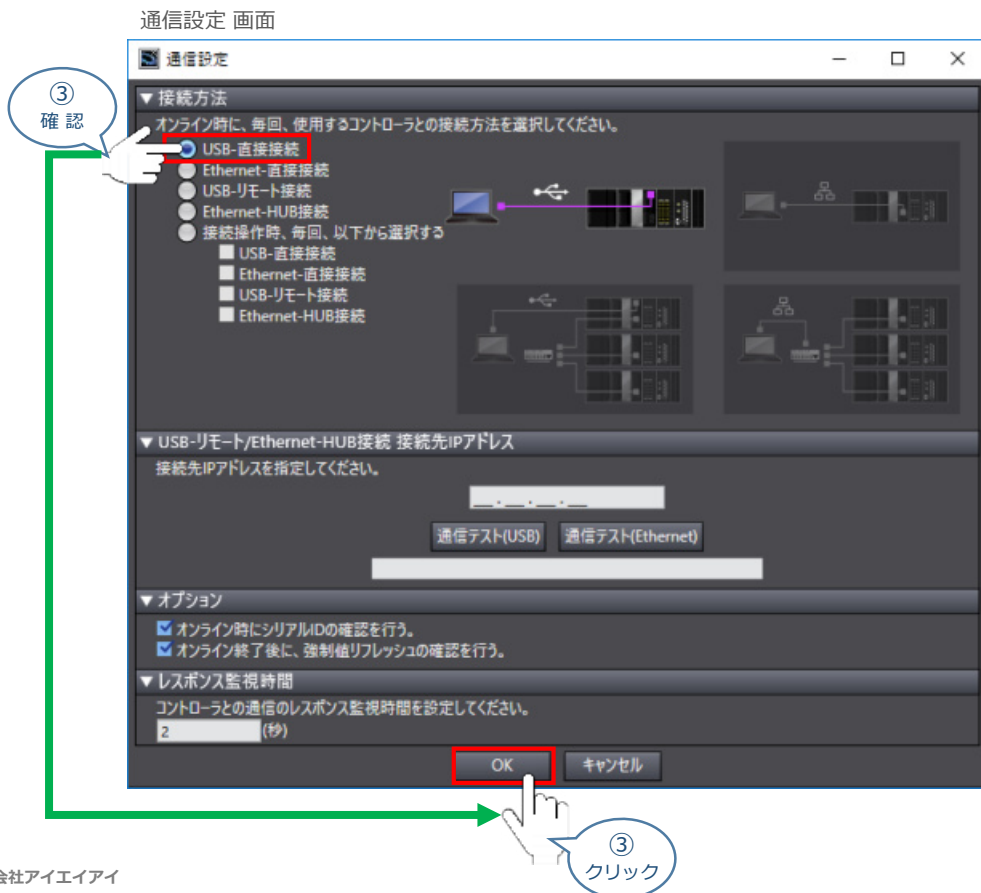 通信設定 画面
通信設定
③
確 認
▼ 接続方法
オンライン時に、毎回、使用するコントローラとの接続方法を選択してください。
USB-直接接続
Ethernet-直接接続
USB-リモート接続
Ethernet-HUB接続
接続操作時、毎回、以下から選択する
USB-直接接続
Ethernet-直接接続
USB-リモート接続
Ethernet-HUB接続
▼ USB-リモート/Ethernet-HUB接続 接続先IPアドレス
接続先IPアドレスを指定してください。
__.__.__.__
通信テスト(USB) 通信テスト(Ethernet)
▼ オプション
オンライン時にシリアルIDの確認を行う。
オンライン終了後に、強制値リフレッシュの確認を行う。
▼ レスポンス監視時間
コントローラとの通信のレスポンス監視時間を設定してください。
2 (秒)
OK キャンセル
③
クリック
会社アイエイアイ